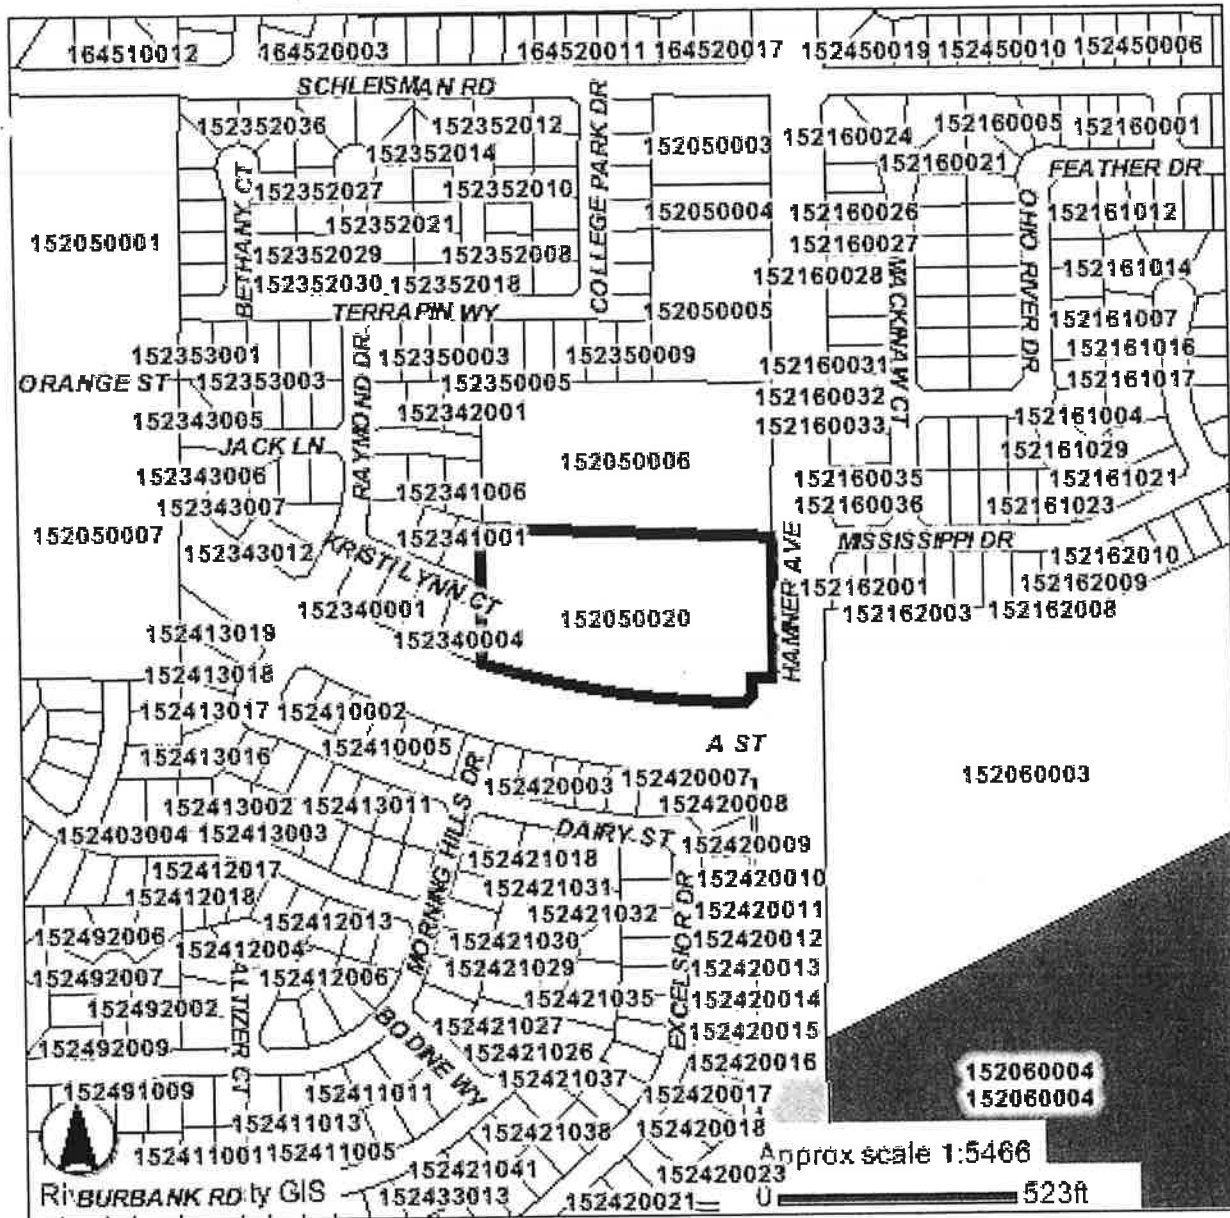 164510012 164520003 164520011 164520017 152450019 152450010 152450006
SCHLEISMAN RD
COLLEGE PARK DR
152352036 152352012 152050003 152160024 152160005 152160001
152352014 152160021
FEATHER DR
BETHANY CT
152352027 152352010
152352021 152050004 152160026 OHIO RIVER DR 152161012
152050001 152352029 152352008 152160027
152352030 152352018 152160028 MACKINAW CT 152161014
TERRAPIN WY 152050005 152161007
152353001 RAYMOND DR 152350003 152350009 152160031 152161016
ORANGE ST 152353003 152350005 152160032 152161017
152343005 152342001 152160033 152161004
JACK LN 152161029
152343006 152050006 152160035 152161021
152343007 152341006 152160036 152161023
152050007 152341001 HAMNER AVE MISSISSIPPI DR
152343012 KRISTI LYNN CT 152162010
152340001 152050020 152162001 152162009
152340004 152162003 152162008
152413019
152413018
152413017 152410002
152413016 152410005 A ST
MORNING HILLS DR 152420003 152420007 152060003
152413002 152413011 152420008
152403004 152413003 DAIRY ST 152420009
152412017 152421018 152420010
152412018 152421031 EXCELSIOR DR 152420011
152412013 152421032
152492006 152412004 152421030 152420012
152492007 ALTIZER CT 152412006 152421029 152420013
152492002 152421035 152420014
152492009 BODINE WY 152421027 152420015
152421026 152420016
152491009 152411011 152421037 152420017 152060004
152060004
152411013 152421038 152420018
152411001 152411005 152421041 152420023 Approx scale 1:5466
Ri BURBANK RD ty GIS 152433013 152420021 0 523ft